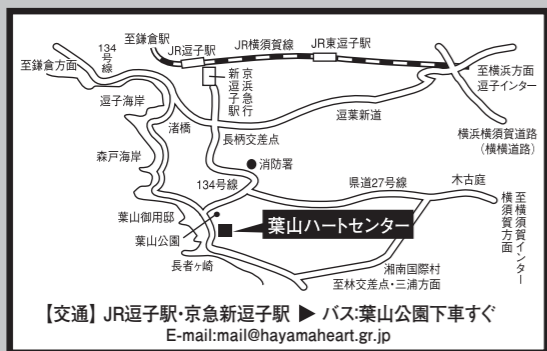 至鎌倉駅
134号線
至鎌倉方面
JR逗子駅
JR横須賀線
JR東逗子駅
京浜急行
新逗子駅
至横浜方面
逗子インター
逗子海岸
渚橋
逗葉新道
横浜横須賀道路
(横横道路)
長柄交差点
森戸海岸
消防署
134号線
県道27号線
木古庭
至横須賀インター
横須賀方面
葉山御用邸
葉山公園
葉山ハートセンター
長者ヶ崎
湘南国際村
至林交差点・三浦方面
【交通】JR逗子駅・京急新逗子駅 ▶ バス:葉山公園下車すぐ
E-mail:mail@hayamaheart.gr.jp